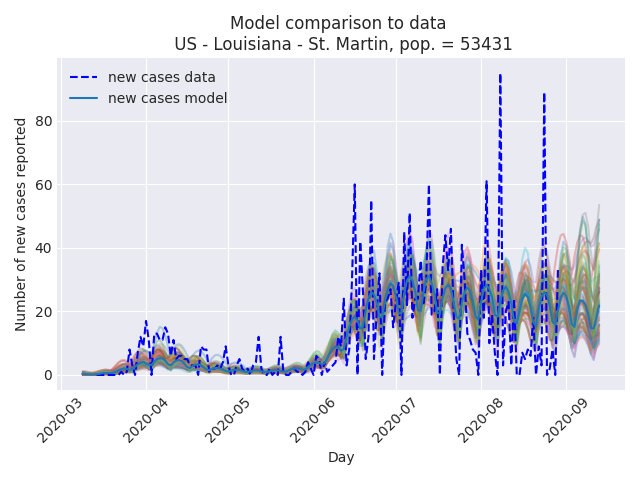 Model comparison to data
US - Louisiana - St. Martin, pop. = 53431
new cases data
new cases model
Number of new cases reported
80
60
40
20
0
2020-03
2020-04
2020-05
2020-06
2020-07
2020-08
2020-09
Day